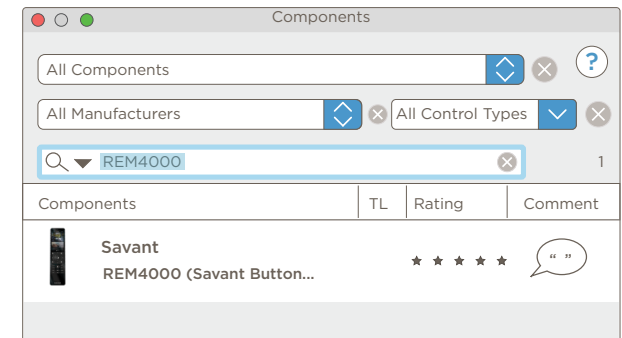 Components
All Components
?
All Manufacturers
All Control Types
REM4000
1
Components TL Rating Comment
Savant
REM4000 (Savant Button...
“ ”